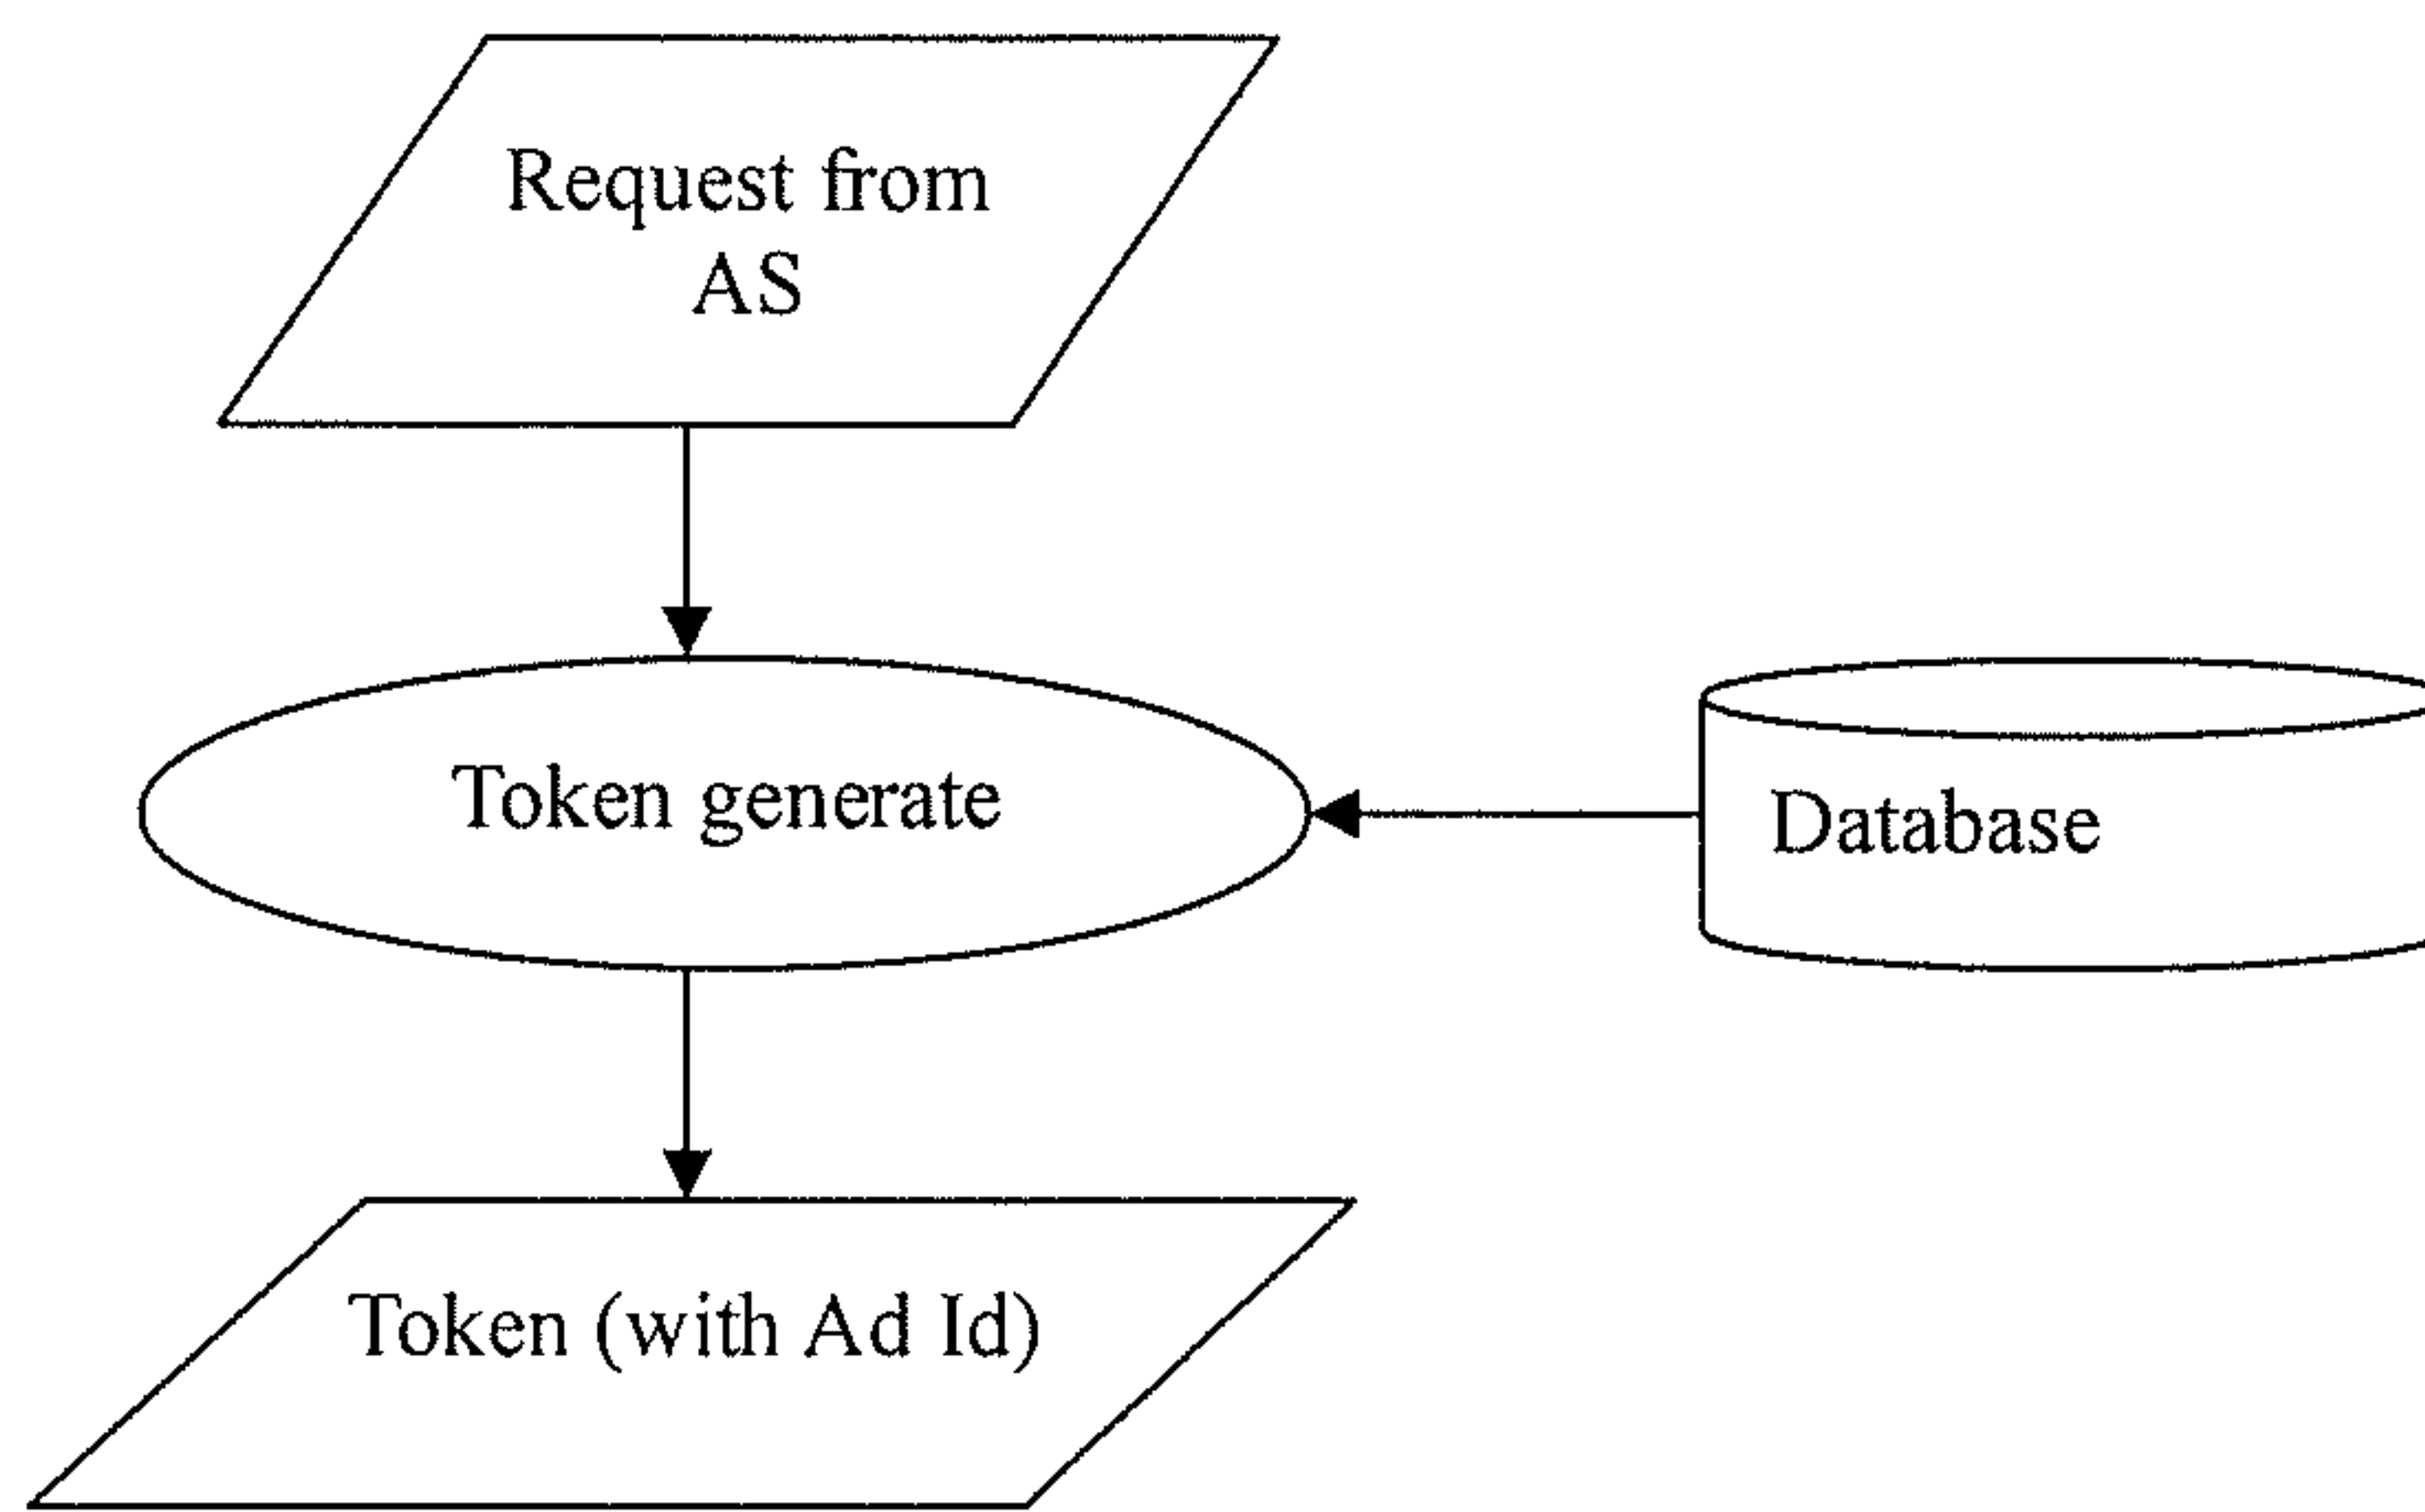 Request from
AS
Token generate
Database
Token (with Ad Id)